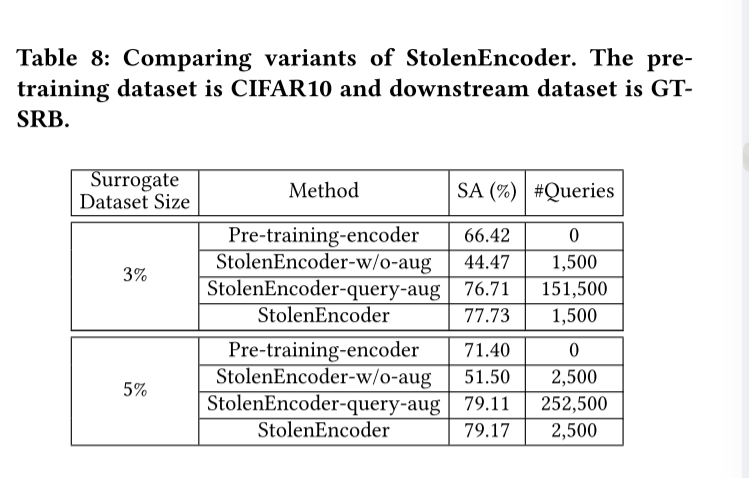 Table 8: Comparing variants of StolenEncoder. The pre-
training dataset is CIFAR10 and downstream dataset is GT-
SRB.
Surrogate
Dataset Size
Method
SA (%)
#Queries
3%
Pre-training-encoder 66.42 0
StolenEncoder-w/o-aug 44.47 1,500
StolenEncoder-query-aug 76.71 151,500
StolenEncoder 77.73 1,500
5%
Pre-training-encoder 71.40 0
StolenEncoder-w/o-aug 51.50 2,500
StolenEncoder-query-aug 79.11 252,500
StolenEncoder 79.17 2,500